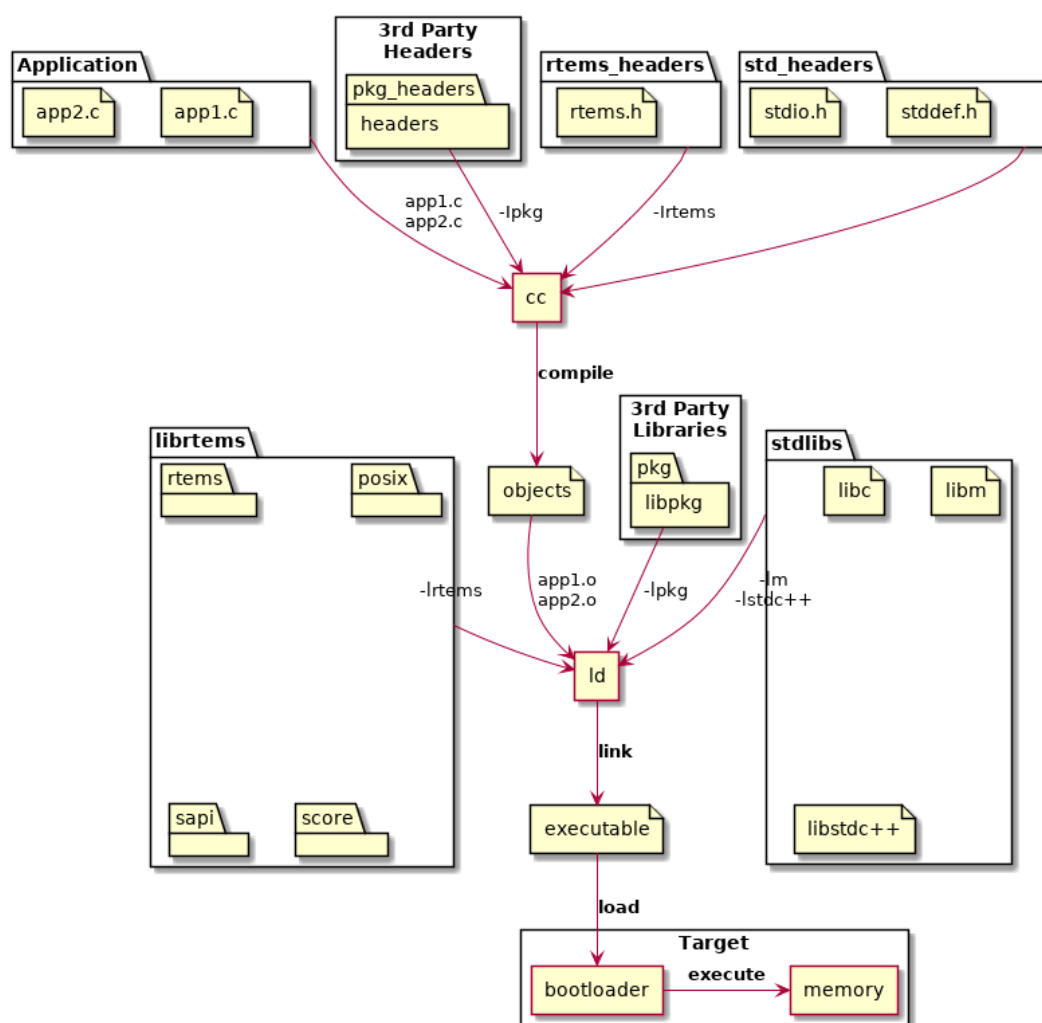 3rd Party
Headers
Application
rtems_headers
std_headers
pkg_headers
app2.c
app1.c
headers
rtems.h
stdio.h
stddef.h
app1.c
app2.c
-Ipkg
-Irtems
cc
compile
3rd Party
Libraries
librtems
stdlibs
rtems
posix
objects
pkg
libpkg
libc
libm
-lrtems
app1.o
app2.o
-lpkg
-lm
-lstdc++
ld
link
sapi
score
executable
libstdc++
load
Target
bootloader
execute
memory